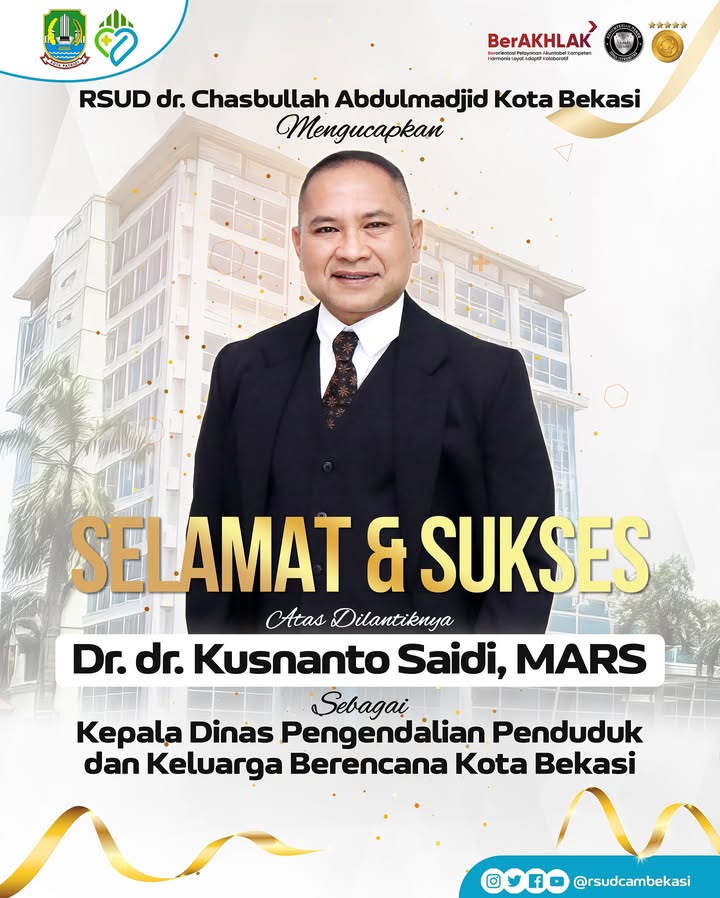 BerAKHLAK
Berorientasi Pelayanan Akuntabel Kompeten
Harmonis Loyal Adaptif Kolaboratif
RSUD dr. Chasbullah Abdulmadjid Kota Bekasi
Mengucapkan
SELAMAT & SUKSES
Atas Dilantiknya
Dr. dr. Kusnanto Saidi, MARS
Sebagai
Kepala Dinas Pengendalian Penduduk
dan Keluarga Berencana Kota Bekasi
@rsudcambekasi